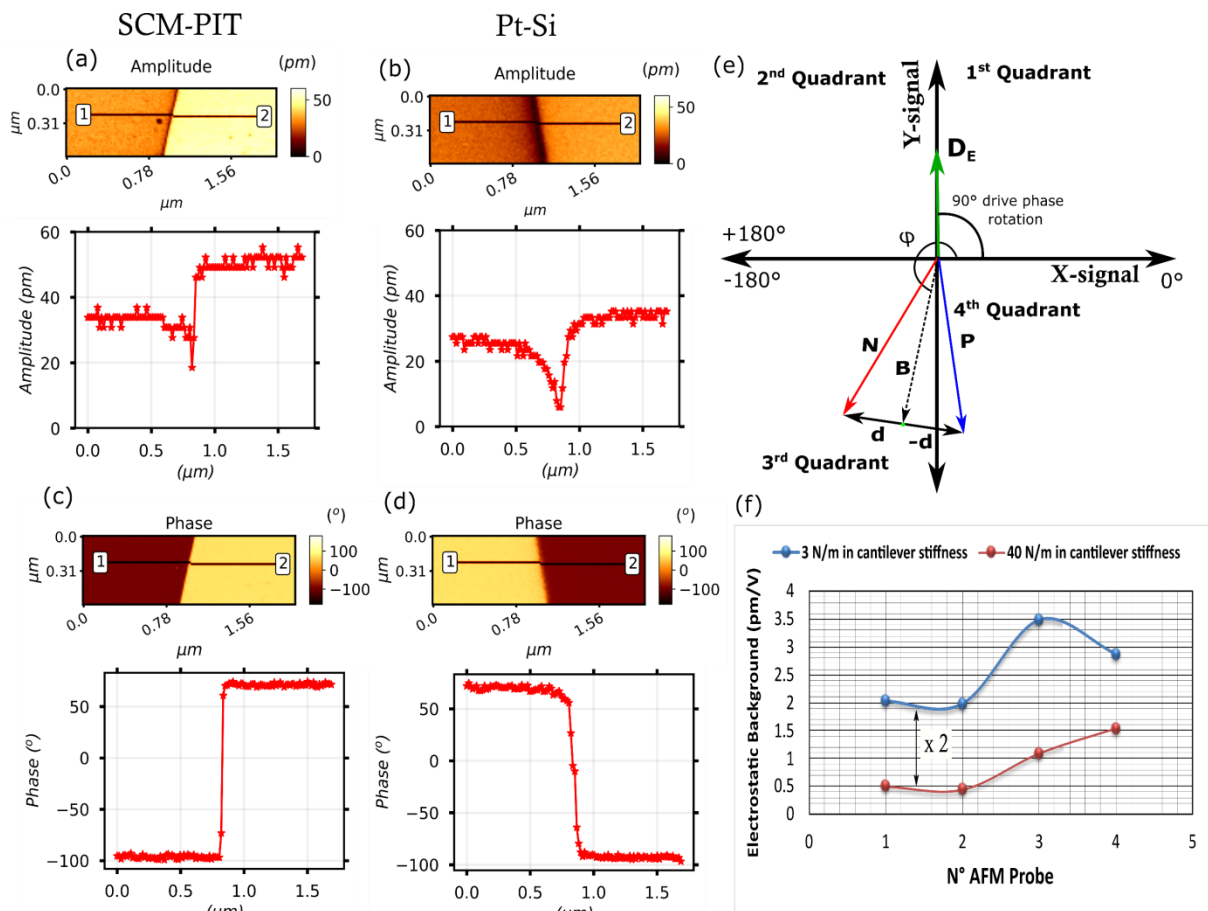 SCM-PIT
Pt-Si
(a)
Amplitude
(pm)
0.0
0.31
μm
1
2
50
0
0.0
0.78
1.56
μm
60
40
20
0
Amplitude (pm)
0.0
0.5
1.0
1.5
(μm)
(b)
Amplitude
(pm)
0.0
0.31
μm
1
2
50
0
0.0
0.78
1.56
μm
60
40
20
0
Amplitude (pm)
0.0
0.5
1.0
1.5
(μm)
(c)
Phase
(°)
0.0
0.31
μm
1
2
100
0
−100
0.0
0.78
1.56
μm
50
0
−50
−100
Phase (°)
0.0
0.5
1.0
1.5
(μm)
(d)
Phase
(°)
0.0
0.31
μm
1
2
100
0
−100
0.0
0.78
1.56
μm
50
0
−50
−100
Phase (°)
0.0
0.5
1.0
1.5
(μm)
(e)
2nd Quadrant
1st Quadrant
Y-signal
DE
90° drive phase
rotation
φ
+180°
-180°
X-signal
0°
4th Quadrant
N
B
P
d
-d
3rd Quadrant
(f)
3 N/m in cantilever stiffness
40 N/m in cantilever stiffness
Electrostatic Background (pm/V)
4
3.5
3
2.5
2
1.5
1
0.5
0
x 2
0
1
2
3
4
5
N° AFM Probe